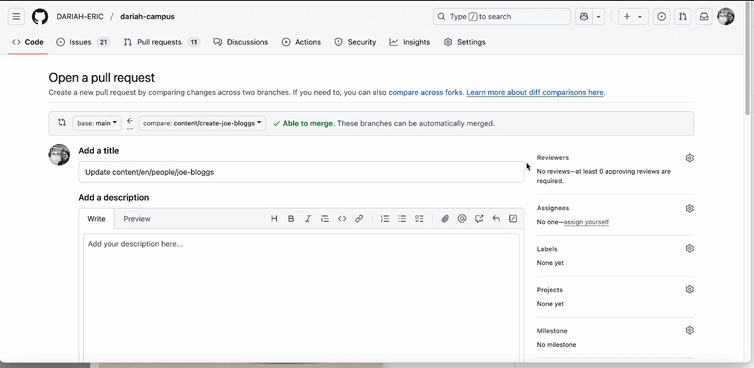 DARIAH-ERIC / dariah-campus
Type / to search
Code Issues 21 Pull requests 11 Discussions Actions Security Insights Settings
Open a pull request
Create a new pull request by comparing changes across two branches. If you need to, you can also compare across forks. Learn more about diff comparisons here.
base: main compare: content/create-joe-bloggs Able to merge. These branches can be automatically merged.
Add a title
Update content/en/people/joe-bloggs
Add a description
Write Preview
Add your description here...
Reviewers
No reviews—at least 0 approving reviews are
required.
Assignees
No one—assign yourself
Labels
None yet
Projects
None yet
Milestone
No milestone